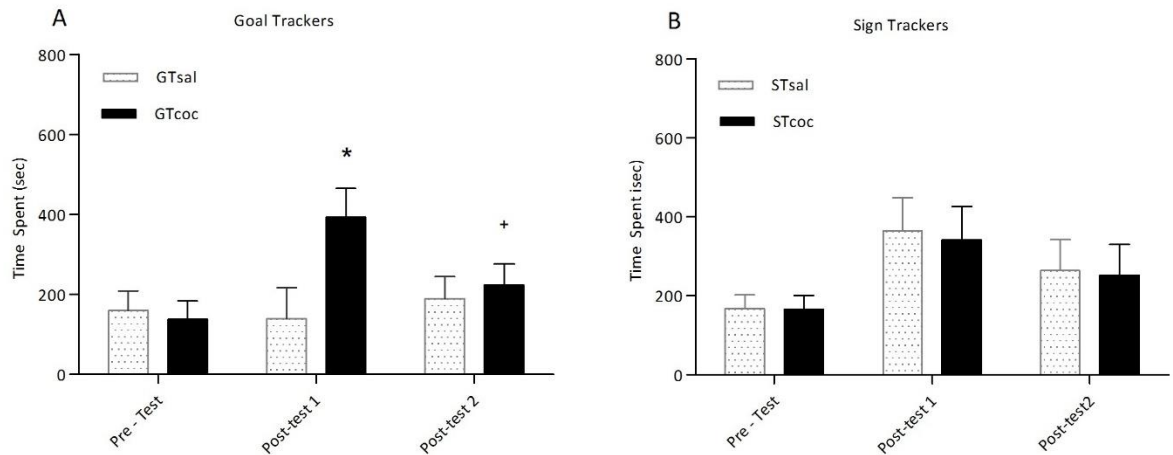 A
Goal Trackers
800
600
400
200
0
Time Spent (sec)
GTsal
GTcoc
*
+
Pre - Test
Post-test 1
Post-test 2
B
Sign Trackers
800
600
400
200
0
Time Spent isec)
STsal
STcoc
Pre - Test
Post-test 1
Post-test2